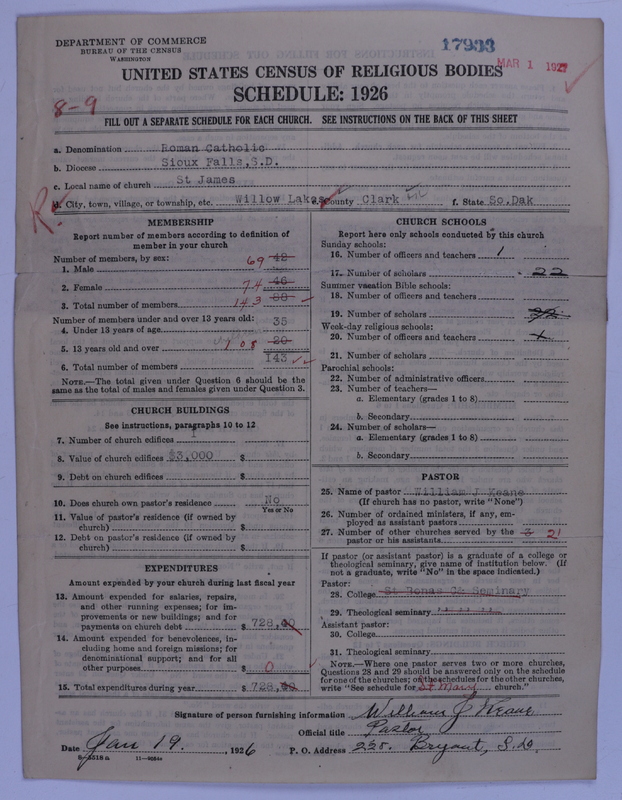 DEPARTMENT OF COMMERCE
BUREAU OF THE CENSUS
WASHINGTON
17933
MAR 1 1927
UNITED STATES CENSUS OF RELIGIOUS BODIES
SCHEDULE: 1926
8-9
FILL OUT A SEPARATE SCHEDULE FOR EACH CHURCH. SEE INSTRUCTIONS ON THE BACK OF THIS SHEET
a. Denomination Roman Catholic
b. Diocese Sioux Falls, S.D.
c. Local name of church St James
d. City, town, village, or township, etc. Willow Lakes e. County Clark f. State So,Dak
R.
MEMBERSHIP
Report number of members according to definition of
member in your church
Number of members, by sex:
1. Male 69 42
2. Female 74 46
3. Total number of members 143 88
Number of members under and over 13 years old:
4. Under 13 years of age 35
5. 13 years old and over 108 20
6. Total number of members 143
NOTE.—The total given under Question 6 should be the
same as the total of males and females given under Question 3.
CHURCH BUILDINGS
See instructions, paragraphs 10 to 12
7. Number of church edifices 1
8. Value of church edifices $3,000 $
9. Debt on church edifices $
10. Does church own pastor's residence No
Yes or No
11. Value of pastor's residence (if owned by
church) $
12. Debt on pastor's residence (if owned by
church) $
EXPENDITURES
Amount expended by your church during last fiscal year
13. Amount expended for salaries, repairs,
and other running expenses; for im-
provements or new buildings; and for
payments on church debt $ 728,40
14. Amount expended for benevolences, in-
cluding home and foreign missions; for
denominational support; and for all
other purposes $ 0
15. Total expenditures during year $ 728,40
CHURCH SCHOOLS
Report here only schools conducted by this church
Sunday schools:
16. Number of officers and teachers 1
17. Number of scholars 22
Summer vacation Bible schools:
18. Number of officers and teachers
19. Number of scholars
Week-day religious schools:
20. Number of officers and teachers 1
21. Number of scholars
Parochial schools:
22. Number of administrative officers
23. Number of teachers—
a. Elementary (grades 1 to 8)
b. Secondary
24. Number of scholars—
a. Elementary (grades 1 to 8)
b. Secondary
PASTOR
25. Name of pastor William J Keane
(If church has no pastor, write "None")
26. Number of ordained ministers, if any, em-
ployed as assistant pastors
27. Number of other churches served by the 3 2
pastor or his assistants
If pastor (or assistant pastor) is a graduate of a college or
theological seminary, give name of institution below. (If
not a graduate, write "No" in the space indicated.)
Pastor:
28. College St Bonas C& Seminary
29. Theological seminary '' '' ''
Assistant pastor:
30. College
31. Theological seminary
NOTE.—Where one pastor serves two or more churches,
Questions 28 and 29 should be answered only on the schedule
for one of the churches; on the schedules for the other churches,
write "See schedule for St Mary church."
Signature of person furnishing information William J Keane
Official title Pastor
Date Jan 19, 1926 P. O. Address 225. Bryant, S. Do.
8-5518a 11-9884